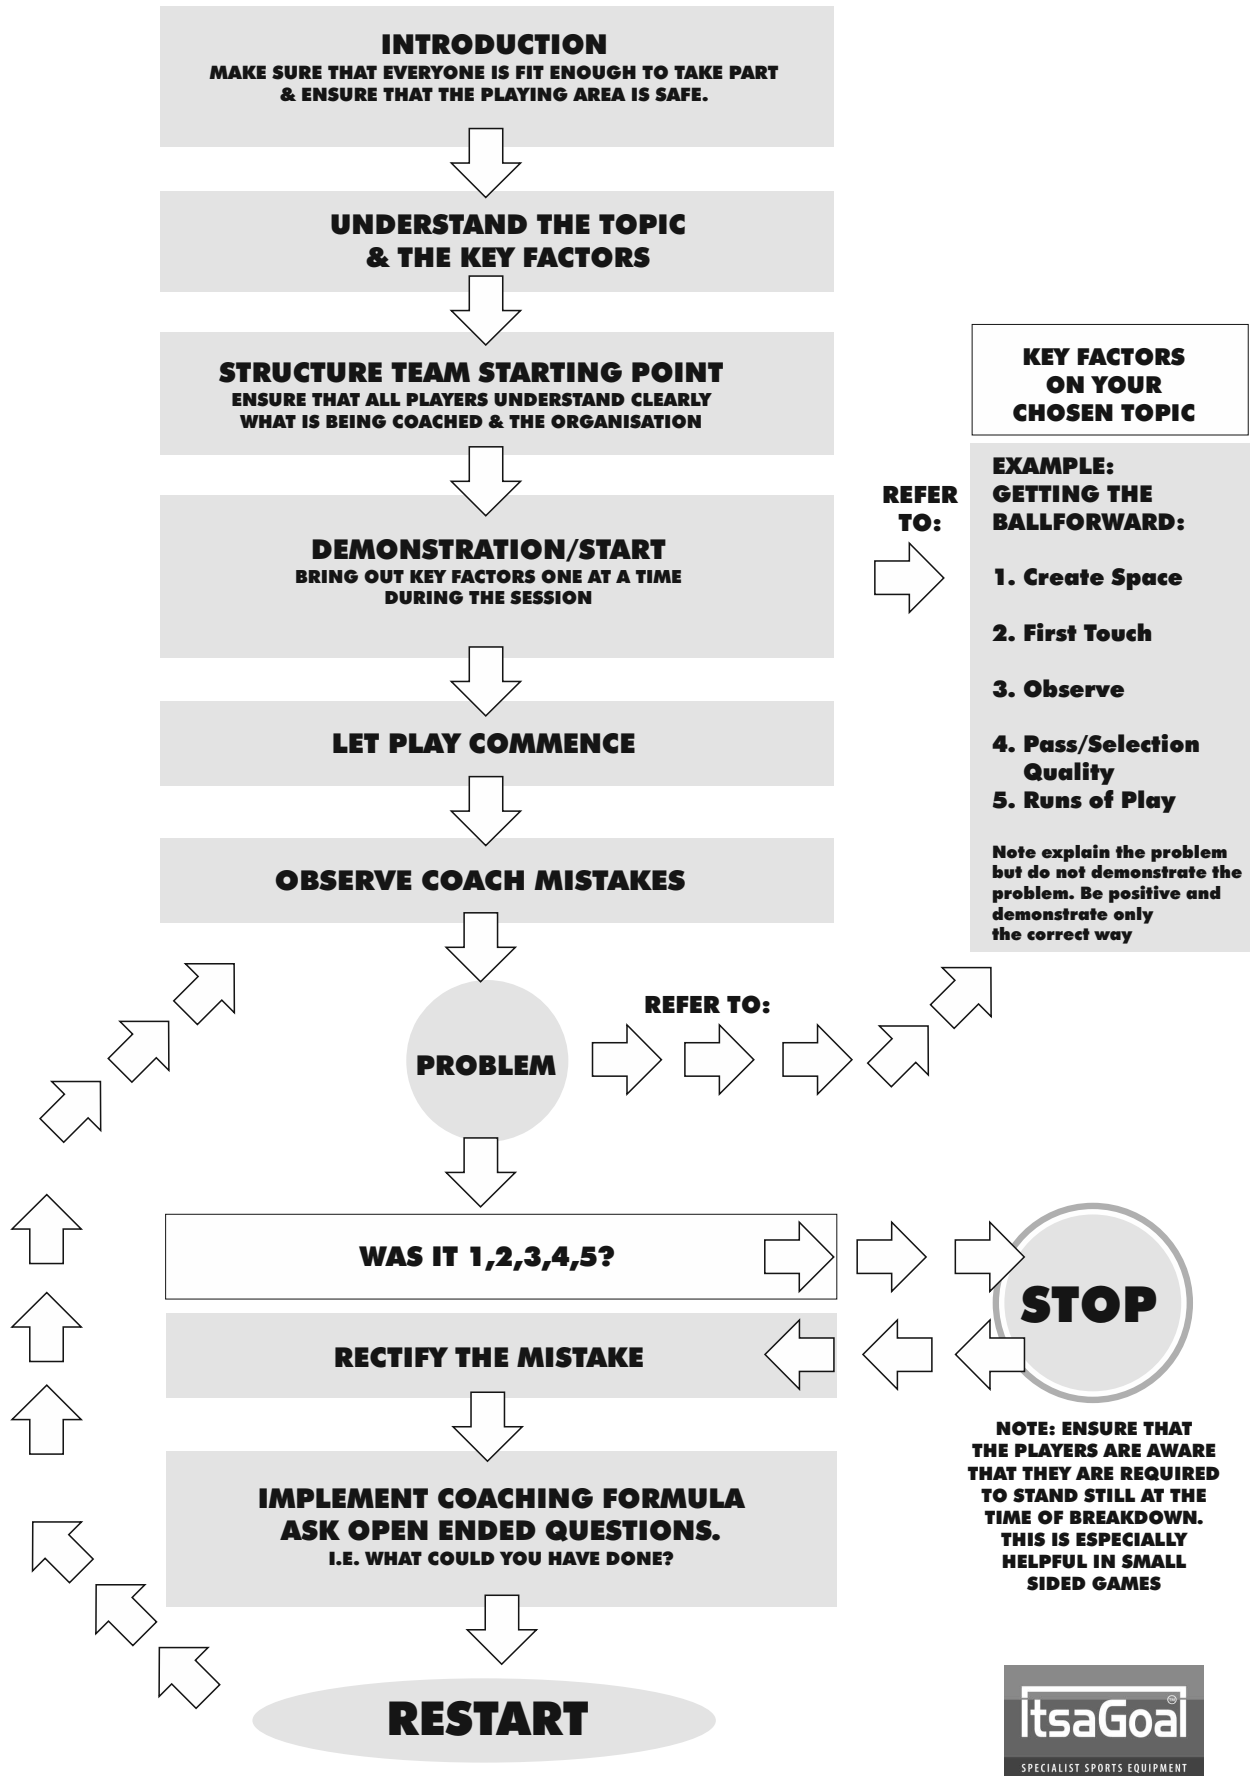 INTRODUCTION
MAKE SURE THAT EVERYONE IS FIT ENOUGH TO TAKE PART
& ENSURE THAT THE PLAYING AREA IS SAFE.
UNDERSTAND THE TOPIC
& THE KEY FACTORS
STRUCTURE TEAM STARTING POINT
ENSURE THAT ALL PLAYERS UNDERSTAND CLEARLY
WHAT IS BEING COACHED & THE ORGANISATION
DEMONSTRATION/START
BRING OUT KEY FACTORS ONE AT A TIME
DURING THE SESSION
REFER
TO:
KEY FACTORS
ON YOUR
CHOSEN TOPIC
EXAMPLE:
GETTING THE
BALLFORWARD:
1. Create Space
2. First Touch
3. Observe
4. Pass/Selection
Quality
5. Runs of Play
Note explain the problem
but do not demonstrate the
problem. Be positive and
demonstrate only
the correct way
LET PLAY COMMENCE
OBSERVE COACH MISTAKES
PROBLEM
REFER TO:
WAS IT 1,2,3,4,5?
STOP
RECTIFY THE MISTAKE
NOTE: ENSURE THAT
THE PLAYERS ARE AWARE
THAT THEY ARE REQUIRED
TO STAND STILL AT THE
TIME OF BREAKDOWN.
THIS IS ESPECIALLY
HELPFUL IN SMALL
SIDED GAMES
IMPLEMENT COACHING FORMULA
ASK OPEN ENDED QUESTIONS.
I.E. WHAT COULD YOU HAVE DONE?
RESTART
ItsaGoal
SPECIALIST SPORTS EQUIPMENT